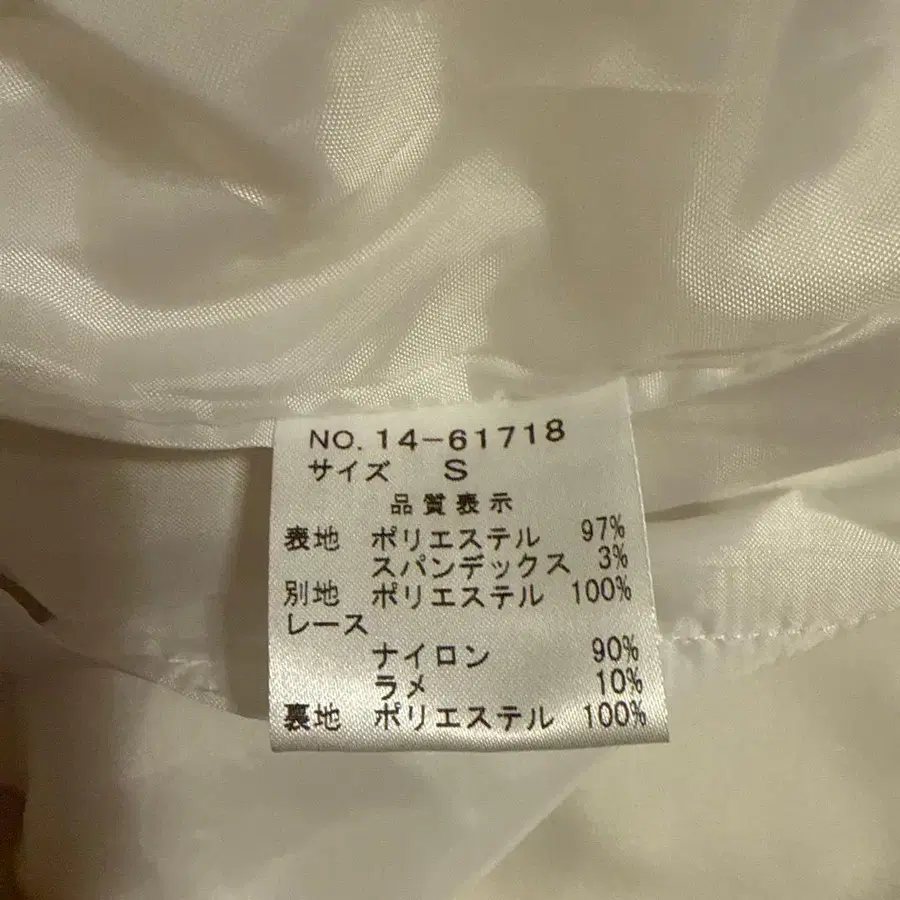 NO. 14-61718
サイズ S
品質表示
表地 ポリエステル 97%
スパンデックス 3%
別地 ポリエステル 100%
レース
ナイロン 90%
ラメ 10%
裏地 ポリエステル 100%